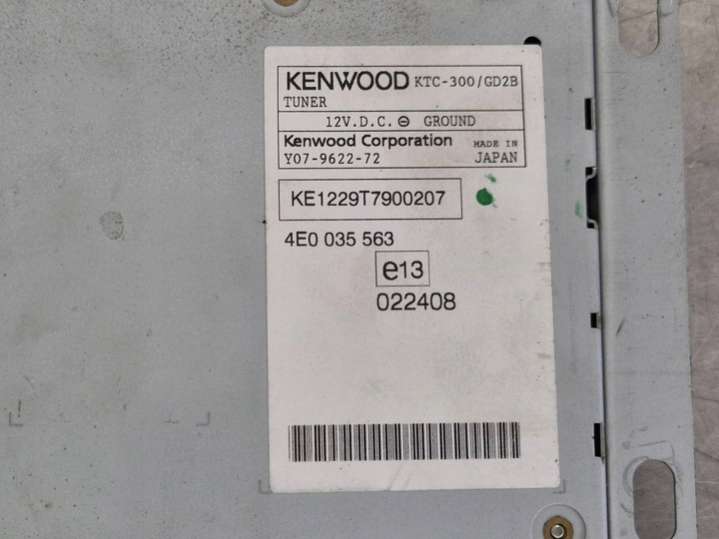 KENWOOD KTC-300/GD2B
TUNER
12V.D.C. ⊖ GROUND
Kenwood Corporation MADE IN
Y07-9622-72 JAPAN
KE1229T7900207
4E0 035 563
e13
022408